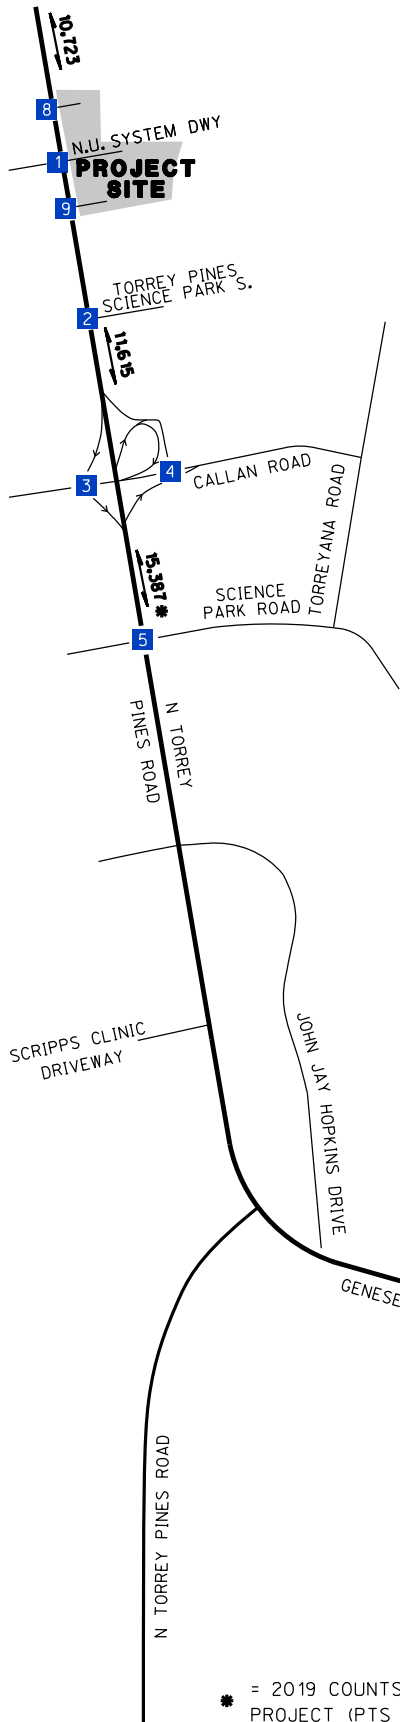 10,723
8
N.U. SYSTEM DWY
1
PROJECT
SITE
9
TORREY PINES
SCIENCE PARK S.
2
11,615
4
3
CALLAN ROAD
TORREYANA ROAD
15,387 *
SCIENCE
PARK ROAD
5
N TORREY
PINES ROAD
SCRIPPS CLINIC
DRIVEWAY
JOHN JAY HOPKINS DRIVE
GENESE
N TORREY PINES ROAD
* = 2019 COUNTS
PROJECT (PTS